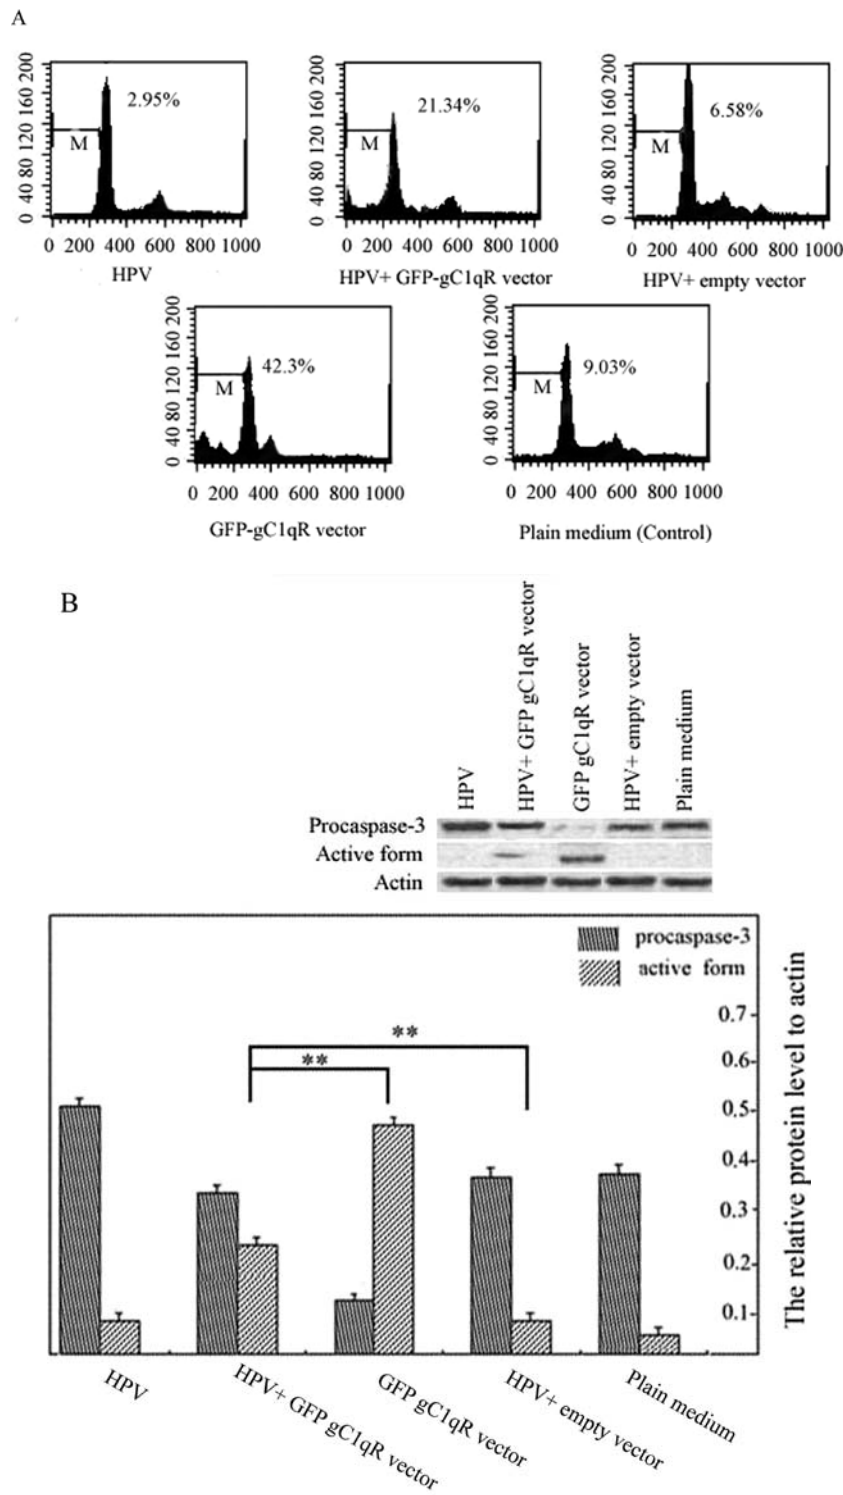 A
0 40 80 120 160 200
2.95%
M
0 200 400 600 800 1000
HPV
0 40 80 120 160 200
21.34%
M
0 200 400 600 800 1000
HPV+ GFP-gC1qR vector
0 40 80 120 160 200
6.58%
M
0 200 400 600 800 1000
HPV+ empty vector
0 40 80 120 160 200
42.3%
M
0 200 400 600 800 1000
GFP-gC1qR vector
0 40 80 120 160 200
9.03%
M
0 200 400 600 800 1000
Plain medium (Control)
B
HPV
HPV+ GFP gC1qR vector
GFP gC1qR vector
HPV+ empty vector
Plain medium
Procaspase-3
Active form
Actin
procaspase-3
active form
**
**
0.7
0.6
0.5
0.4
0.3
0.2
0.1
The relative protein level to actin
HPV
HPV+ GFP gC1qR vector
GFP gC1qR vector
HPV+ empty vector
Plain medium